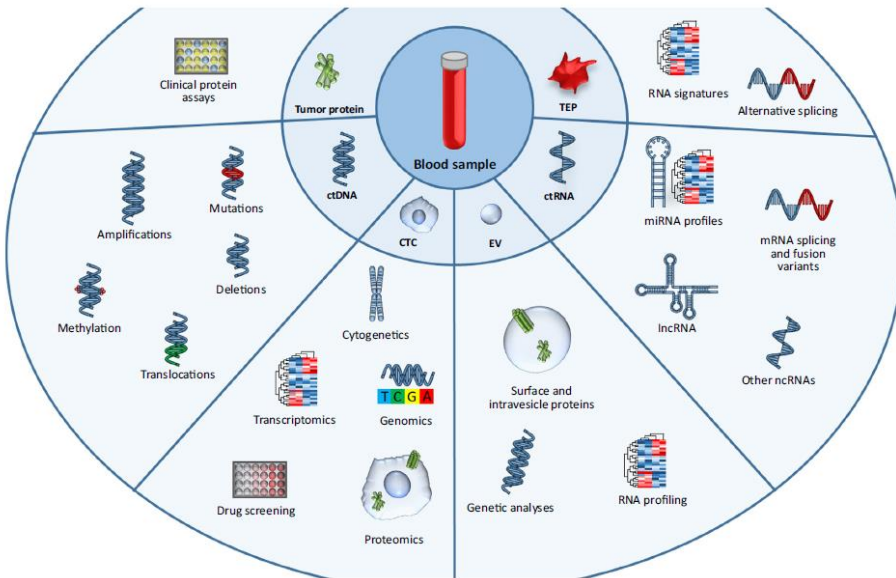 Clinical protein
assays
Tumor protein
TEP
RNA signatures
Alternative splicing
Blood sample
ctDNA
ctRNA
CTC
EV
Amplifications
Mutations
Deletions
Methylation
Translocations
miRNA profiles
mRNA splicing
and fusion
variants
lncRNA
Other ncRNAs
Cytogenetics
Transcriptomics
T C G A
Genomics
Drug screening
Proteomics
Surface and
intravesicle proteins
Genetic analyses
RNA profiling